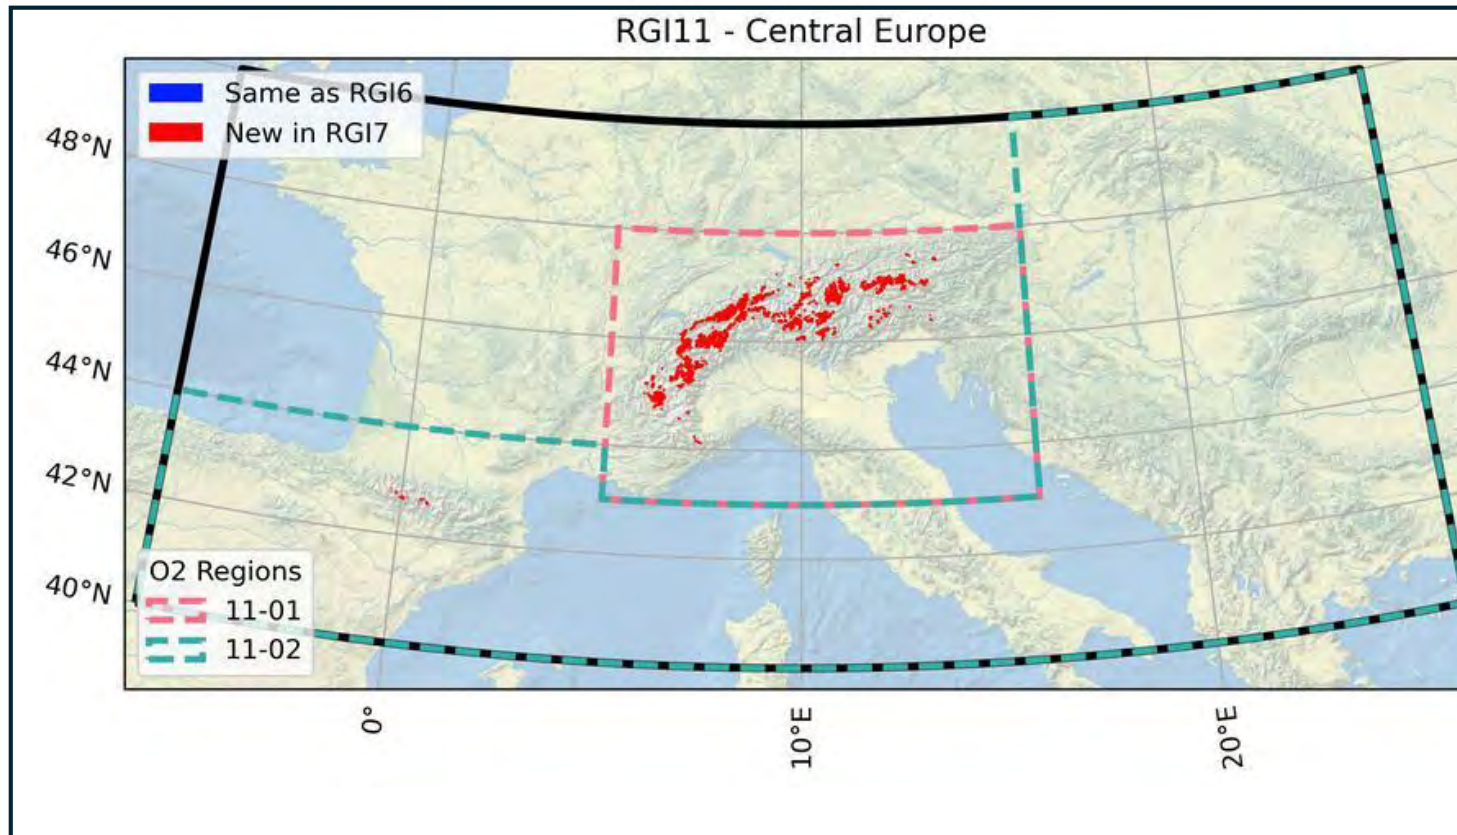 RGI11 - Central Europe
Same as RGI6
New in RGI7
48°N
46°N
44°N
42°N
40°N
O2 Regions
11-01
11-02
0°
10°E
20°E